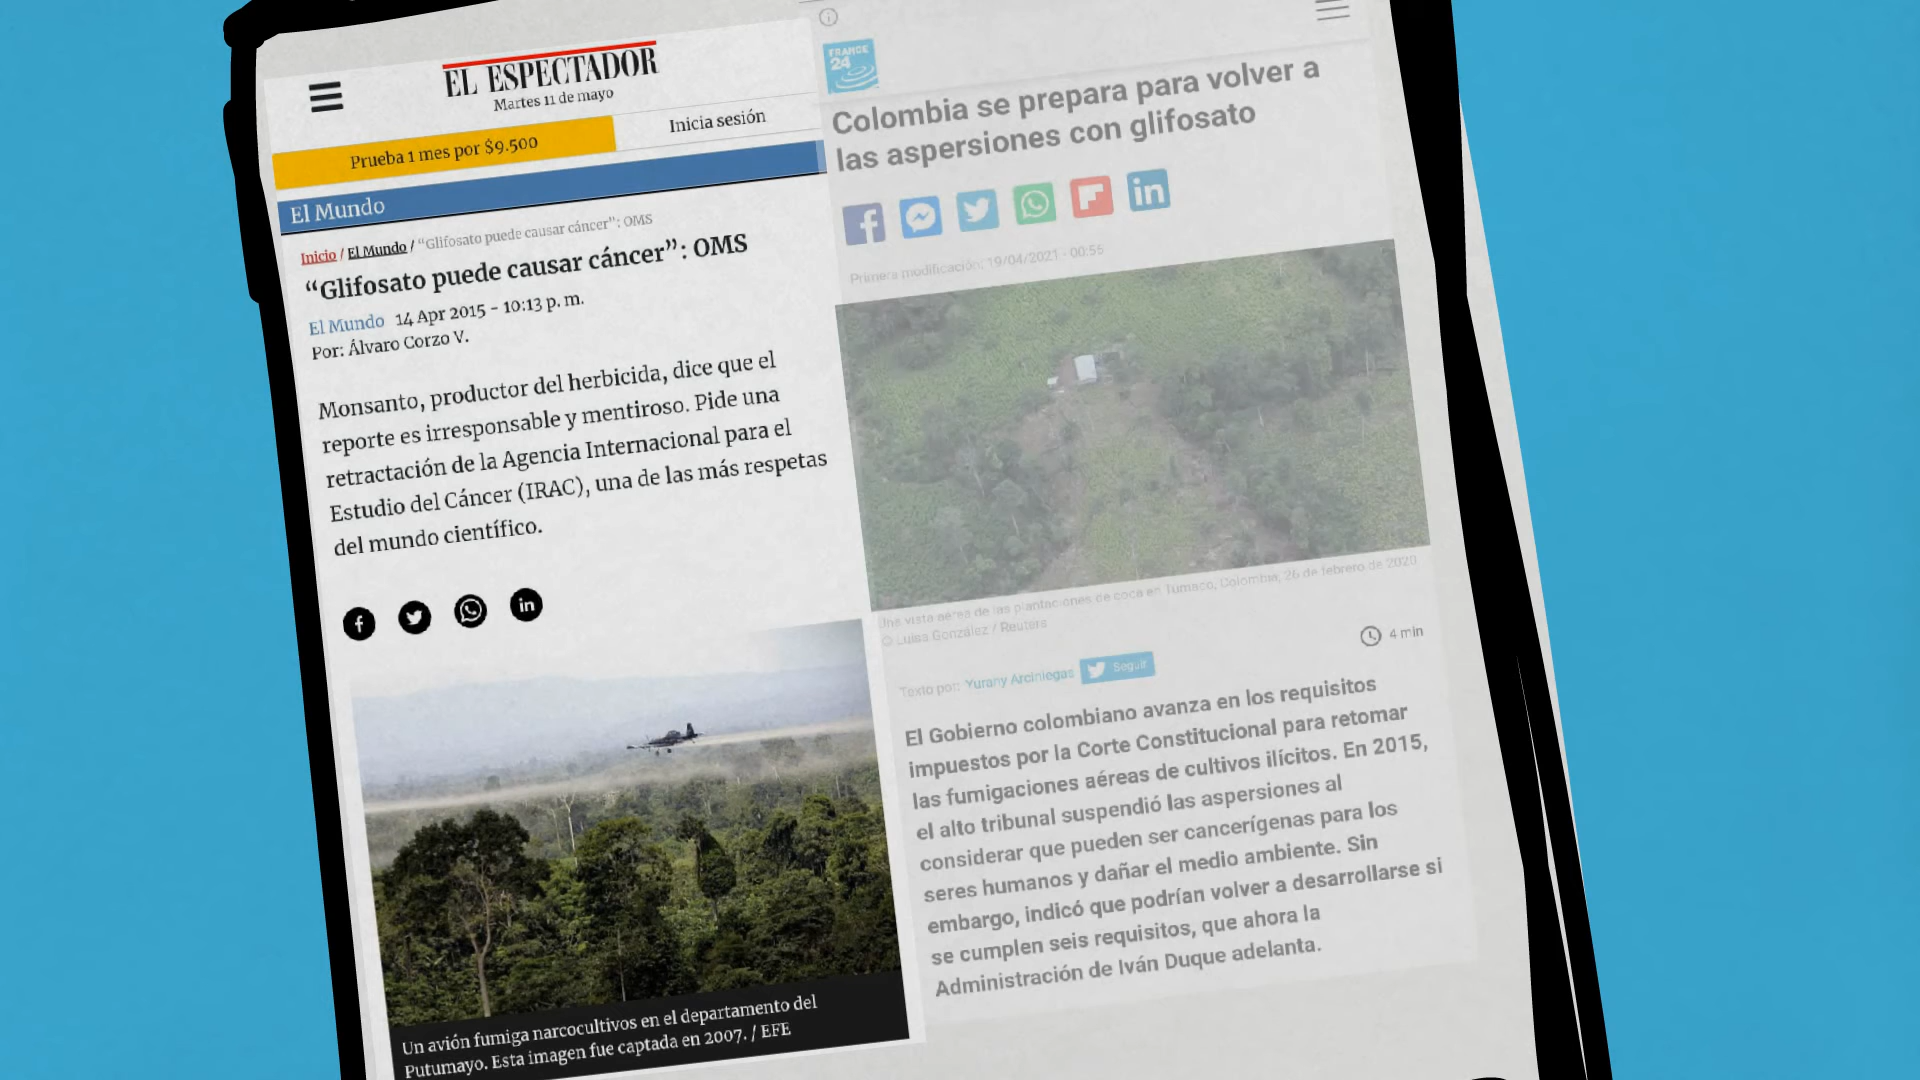 EL ESPECTADOR
Martes 11 de mayo
Prueba 1 mes por $9.500
Inicia sesión
El Mundo
Inicio / El Mundo / “Glifosato puede causar cáncer”: OMS
“Glifosato puede causar cáncer”: OMS
El Mundo 14 Apr 2015 - 10:13 p. m.
Por: Álvaro Corzo V.
Monsanto, productor del herbicida, dice que el
reporte es irresponsable y mentiroso. Pide una
retractación de la Agencia Internacional para el
Estudio del Cáncer (IRAC), una de las más respetas
del mundo científico.
Un avión fumiga narcocultivos en el departamento del
Putumayo. Esta imagen fue captada en 2007. / EFE
FRANCE
24
Colombia se prepara para volver a
las aspersiones con glifosato
Primera modificación: 19/04/2021 - 00:55
Una vista aérea de las plantaciones de coca en Tumaco, Colombia, 26 de febrero de 2020
© Luisa González / Reuters
4 min
Texto por: Yurany Arciniegas Seguir
El Gobierno colombiano avanza en los requisitos
impuestos por la Corte Constitucional para retomar
las fumigaciones aéreas de cultivos ilícitos. En 2015,
el alto tribunal suspendió las aspersiones al
considerar que pueden ser cancerígenas para los
seres humanos y dañar el medio ambiente. Sin
embargo, indicó que podrían volver a desarrollarse si
se cumplen seis requisitos, que ahora la
Administración de Iván Duque adelanta.